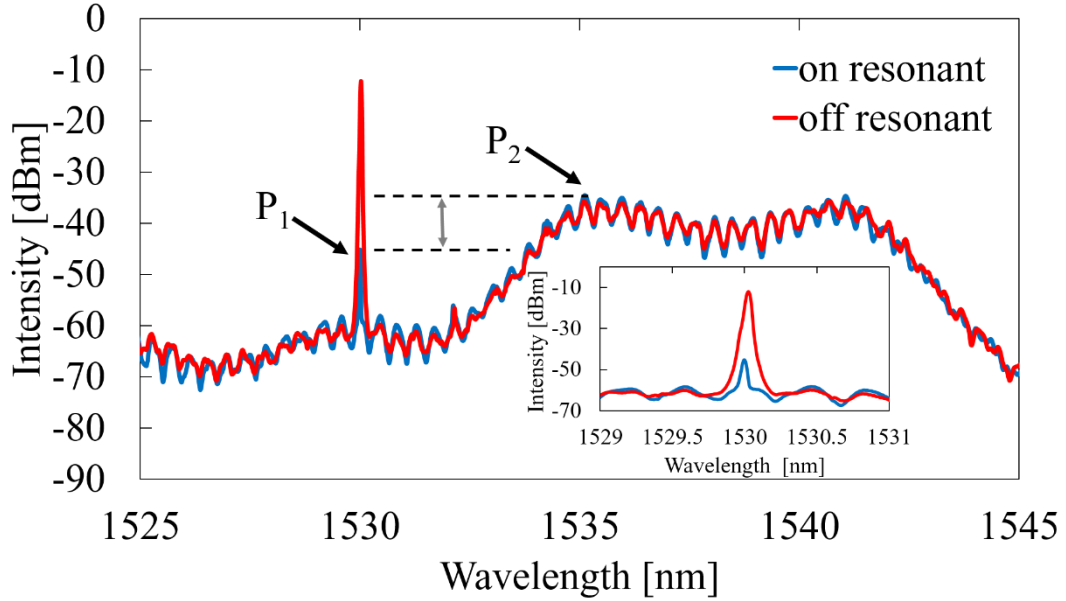 0
-10
-20
-30
-40
-50
-60
-70
-80
-90
Intensity [dBm]
on resonant
off resonant
P₂
P₁
-10
-30
-50
-70
Intensity [dBm]
1529 1529.5 1530 1530.5 1531
Wavelength [nm]
1525 1530 1535 1540 1545
Wavelength [nm]